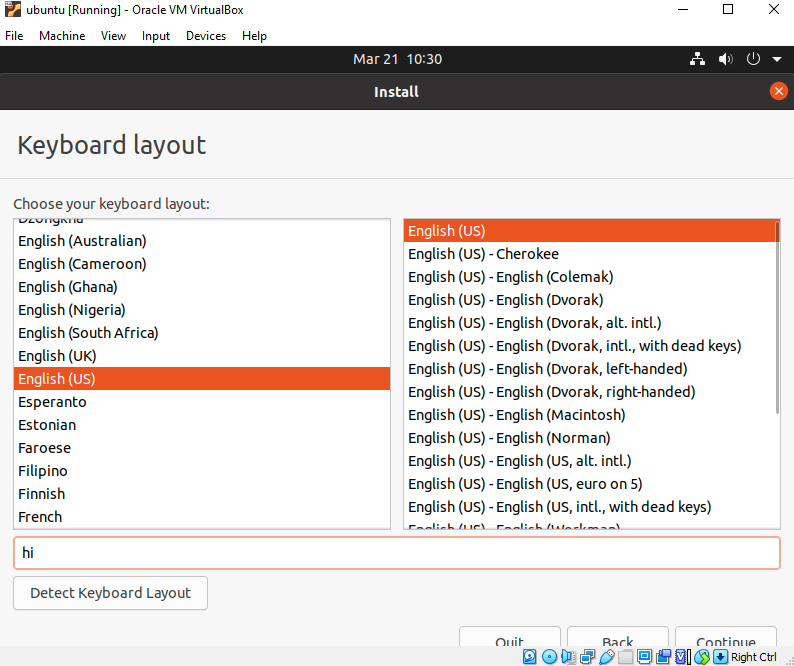 ubuntu [Running] - Oracle VM VirtualBox
File Machine View Input Devices Help
Mar 21 10:30
Install
Keyboard layout
Choose your keyboard layout:
Dzongkha
English (Australian)
English (Cameroon)
English (Ghana)
English (Nigeria)
English (South Africa)
English (UK)
English (US)
Esperanto
Estonian
Faroese
Filipino
Finnish
French
English (US)
English (US) - Cherokee
English (US) - English (Colemak)
English (US) - English (Dvorak)
English (US) - English (Dvorak, alt. intl.)
English (US) - English (Dvorak, intl., with dead keys)
English (US) - English (Dvorak, left-handed)
English (US) - English (Dvorak, right-handed)
English (US) - English (Macintosh)
English (US) - English (Norman)
English (US) - English (US, alt. intl.)
English (US) - English (US, euro on 5)
English (US) - English (US, intl., with dead keys)
English (US) - English (Workman)
hi
Detect Keyboard Layout
Quit Back Continue
Right Ctrl